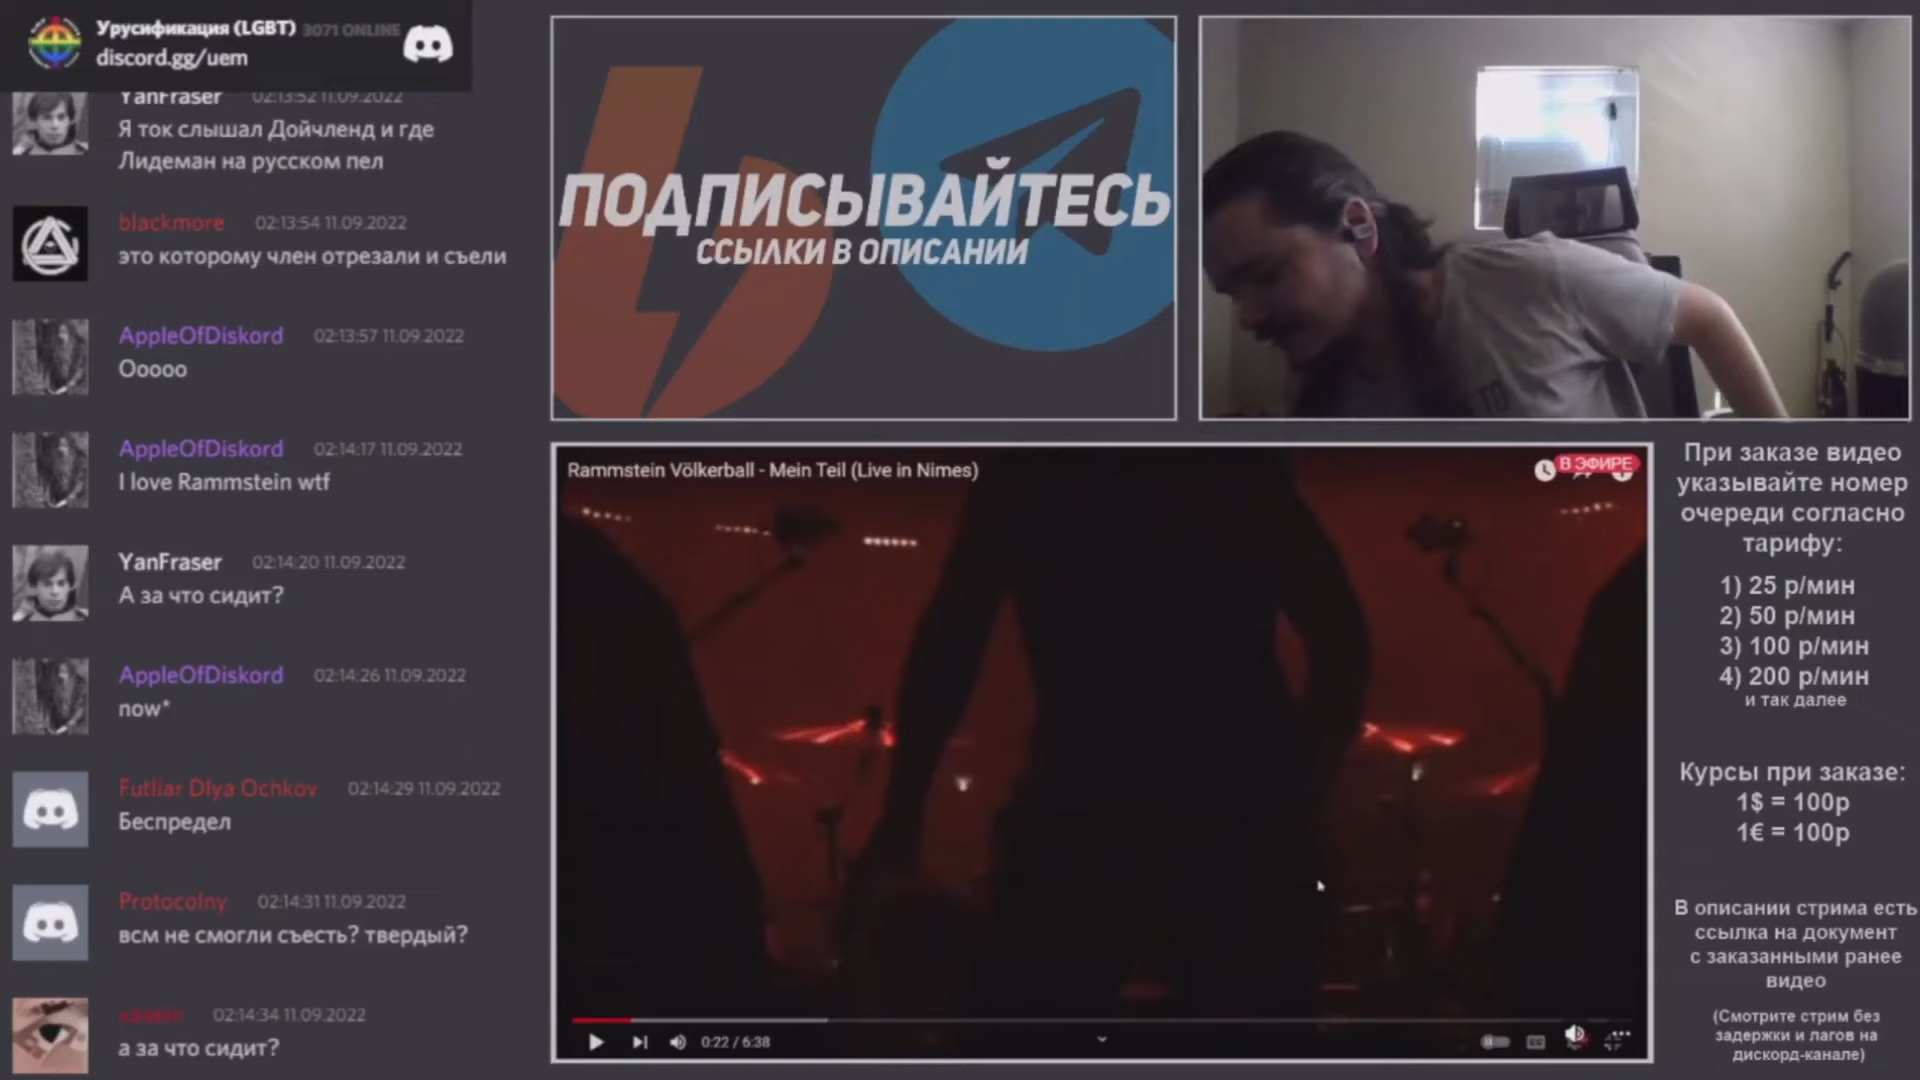 Урусификация (LGBT) 3071 ONLINE
discord.gg/uem
YanFraser 02:13:52 11.09.2022
Я ток слышал Дойчленд и где
Лидеман на русском пел
blackmore 02:13:54 11.09.2022
это которому член отрезали и съели
AppleOfDiskord 02:13:57 11.09.2022
Ооооо
AppleOfDiskord 02:14:17 11.09.2022
I love Rammstein wtf
YanFraser 02:14:20 11.09.2022
А за что сидит?
AppleOfDiskord 02:14:26 11.09.2022
now*
Futliar Dlya Ochkov 02:14:29 11.09.2022
Беспредел
Protocolny 02:14:31 11.09.2022
всм не смогли съесть? твердый?
02:14:34 11.09.2022
а за что сидит?
ПОДПИСЫВАЙТЕСЬ
ССЫЛКИ В ОПИСАНИИ
Rammstein Völkerball - Mein Teil (Live in Nimes)
В ЭФИРЕ
0:22 / 6:38
При заказе видео
указывайте номер
очереди согласно
тарифу:
1) 25 р/мин
2) 50 р/мин
3) 100 р/мин
4) 200 р/мин
и так далее
Курсы при заказе:
1$ = 100р
1€ = 100р
В описании стрима есть
ссылка на документ
с заказанными ранее
видео
(Смотрите стрим без
задержки и лагов на
дискорд-канале)